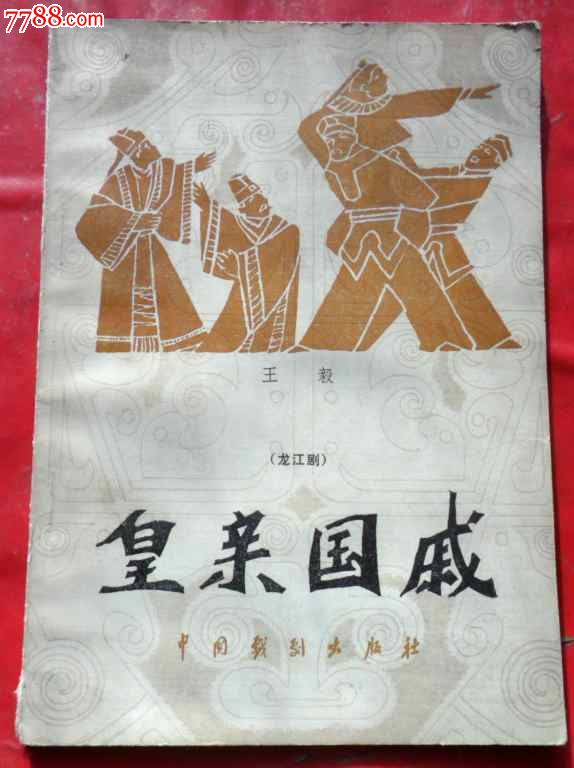 7788.com
王 毅
(龙江剧)
皇亲国戚
中国戏剧出版社